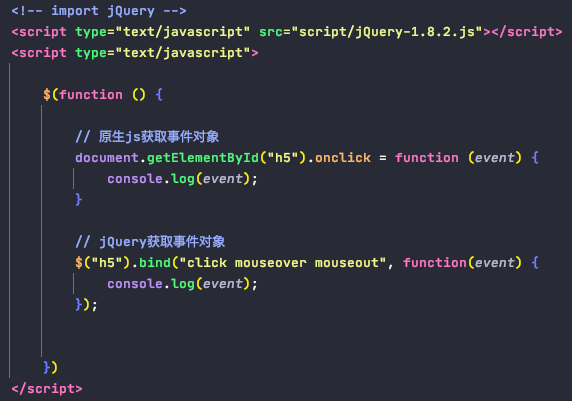 <!-- import jQuery -->
<script type="text/javascript" src="script/jQuery-1.8.2.js"></script>
<script type="text/javascript">
$(function () {
// 原生js获取事件对象
document.getElementById("h5").onclick = function (event) {
console.log(event);
}
// jQuery获取事件对象
$("h5").bind("click mouseover mouseout", function(event) {
console.log(event);
});
})
</script>